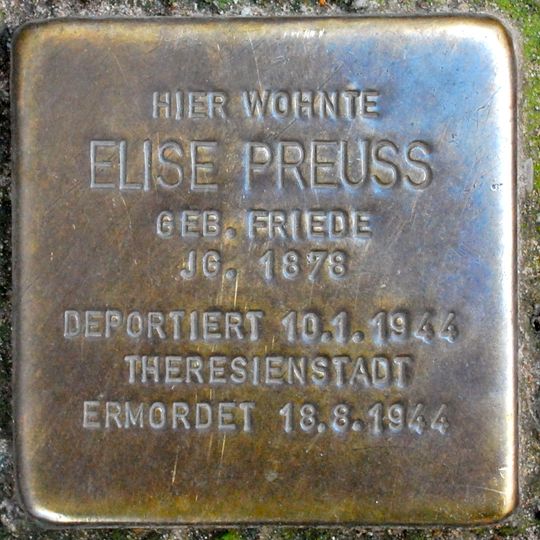 HIER WOHNTE
ELISE PREUSS
GEB. FRIEDE
JG. 1878
DEPORTIERT 10.1.1944
THERESIENSTADT
ERMORDET 18.8.1944